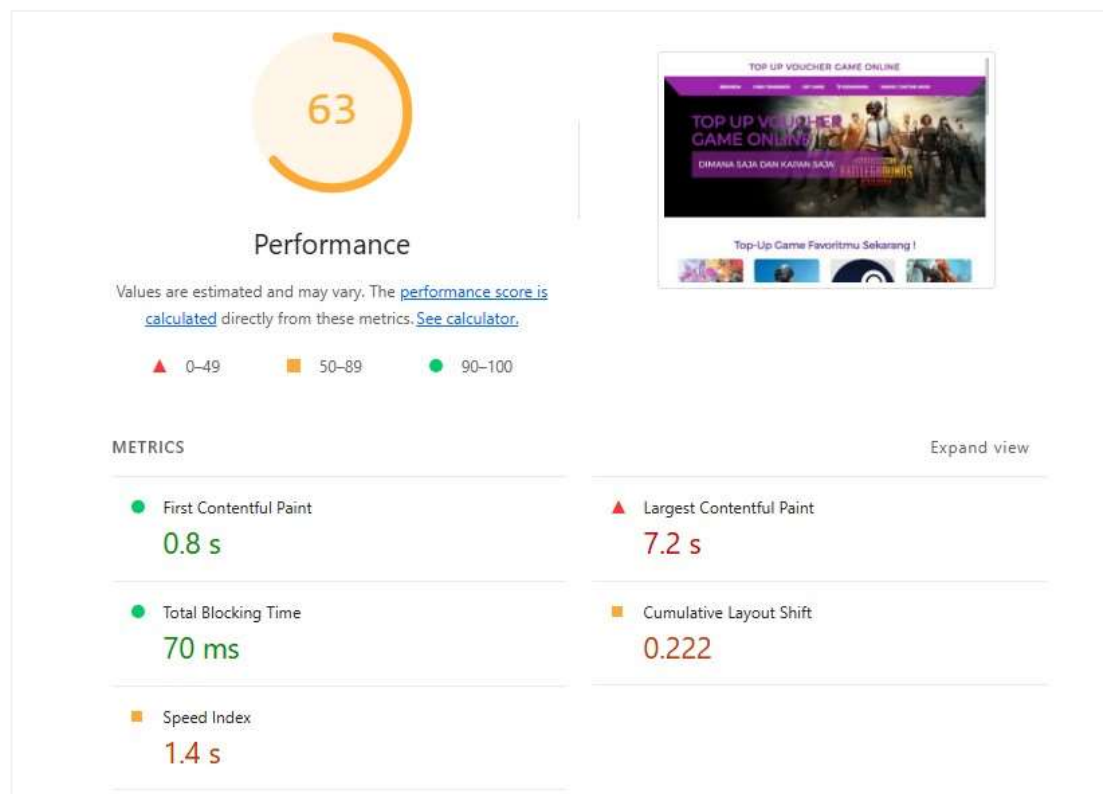 63
TOP UP VOUCHER GAME ONLINE
TOP UP VOUCHER
GAME ONLINE
DIMANA SAJA DAN KAPAN SAJA
BATTLEGROUNDS
Top-Up Game Favoritmu Sekarang !
Performance
Values are estimated and may vary. The performance score is
calculated directly from these metrics. See calculator.
0–49 50–89 90–100
METRICS Expand view
First Contentful Paint
0.8 s
Largest Contentful Paint
7.2 s
Total Blocking Time
70 ms
Cumulative Layout Shift
0.222
Speed Index
1.4 s